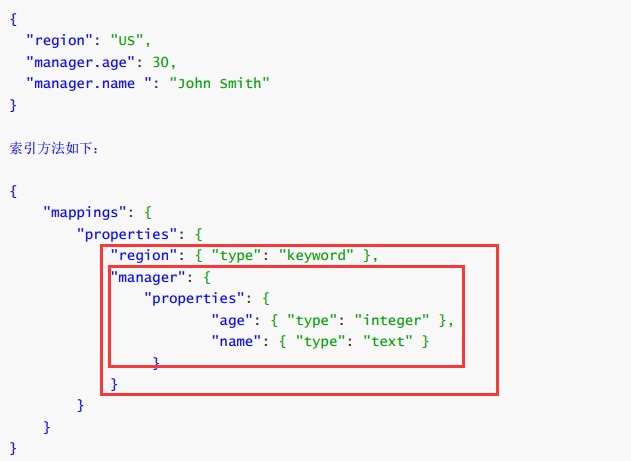 {
  "region": "US",
  "manager.age": 30,
  "manager.name ": "John Smith"
}
索引方法如下：
{
    "mappings": {
        "properties": {
            "region": { "type": "keyword" },
            "manager": {
                "properties": {
                        "age": { "type": "integer" },
                        "name": { "type": "text" }
                 }
            }
        }
    }
}